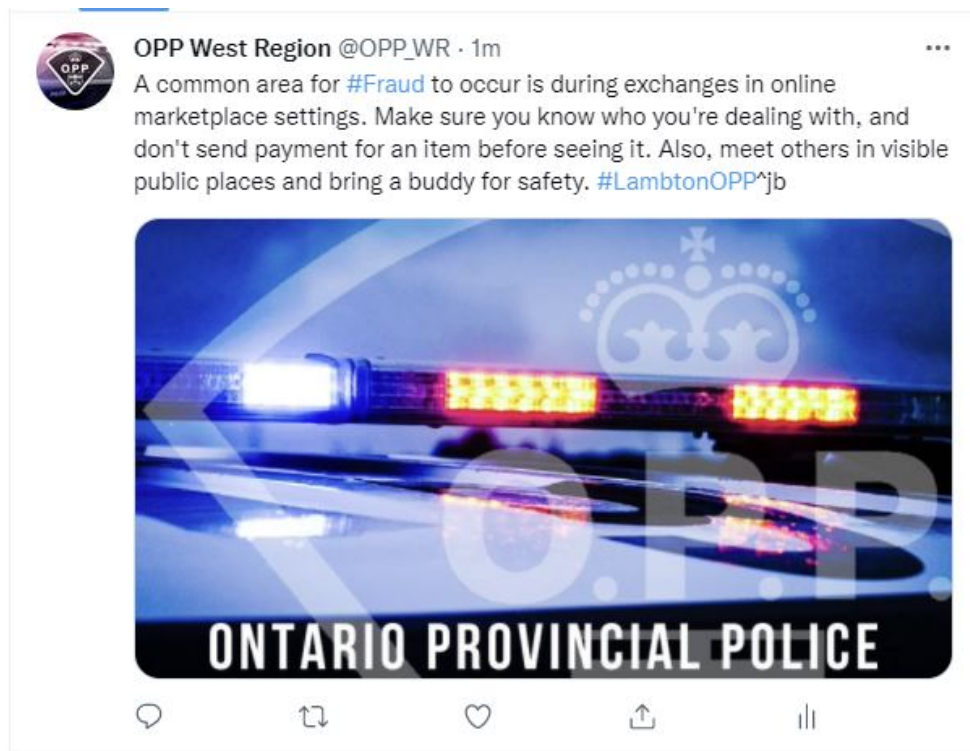 OPP West Region @OPP_WR · 1m
A common area for #Fraud to occur is during exchanges in online
marketplace settings. Make sure you know who you're dealing with, and
don't send payment for an item before seeing it. Also, meet others in visible
public places and bring a buddy for safety. #LambtonOPP^jb
OPP
O.P.P.
ONTARIO PROVINCIAL POLICE